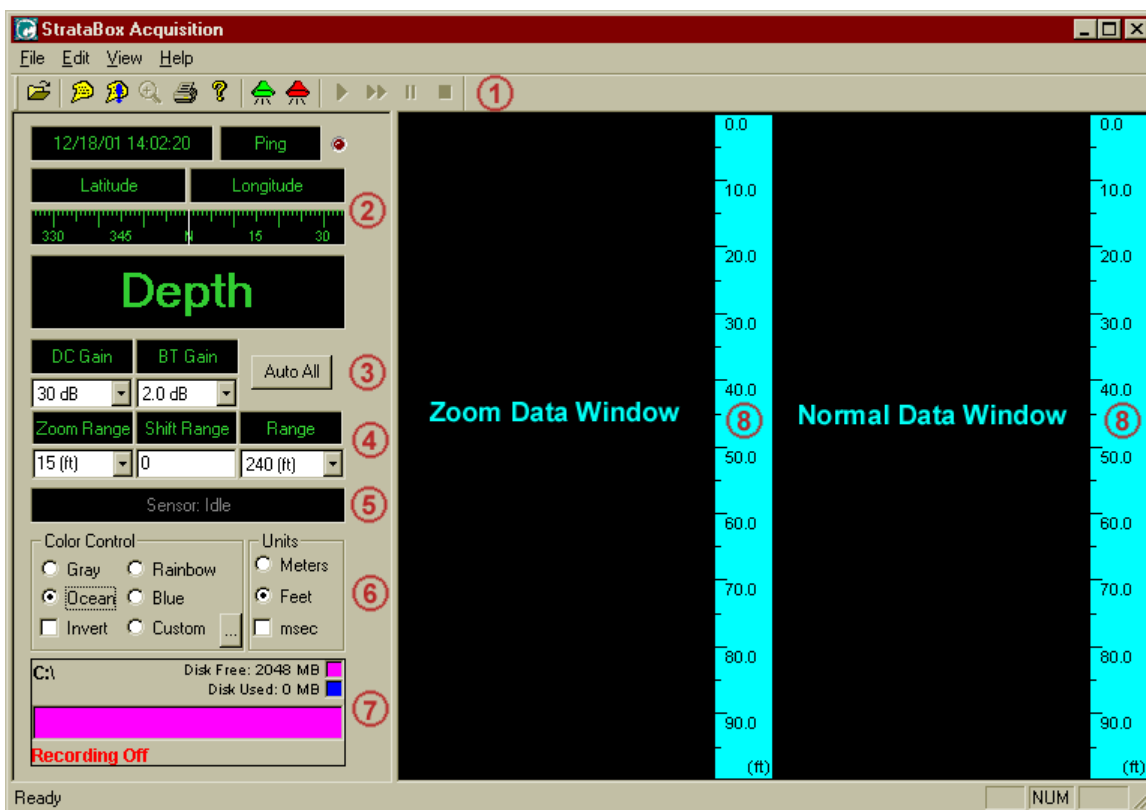 StrataBox Acquisition
File Edit View Help
1
12/18/01 14:02:20 Ping
Latitude Longitude
2
330 345 N 15 30
Depth
DC Gain BT Gain
Auto All
3
30 dB 2.0 dB
Zoom Range Shift Range Range
4
15 (ft) 0 240 (ft)
Sensor: Idle
5
Color Control
Gray Rainbow
Ocean Blue
Invert Custom ...
Units
Meters
Feet
msec
6
C:\ Disk Free: 2048 MB
Disk Used: 0 MB
7
Recording Off
Zoom Data Window
0.0
10.0
20.0
30.0
40.0
8
50.0
60.0
70.0
80.0
90.0
(ft)
Normal Data Window
0.0
10.0
20.0
30.0
40.0
8
50.0
60.0
70.0
80.0
90.0
(ft)
Ready NUM